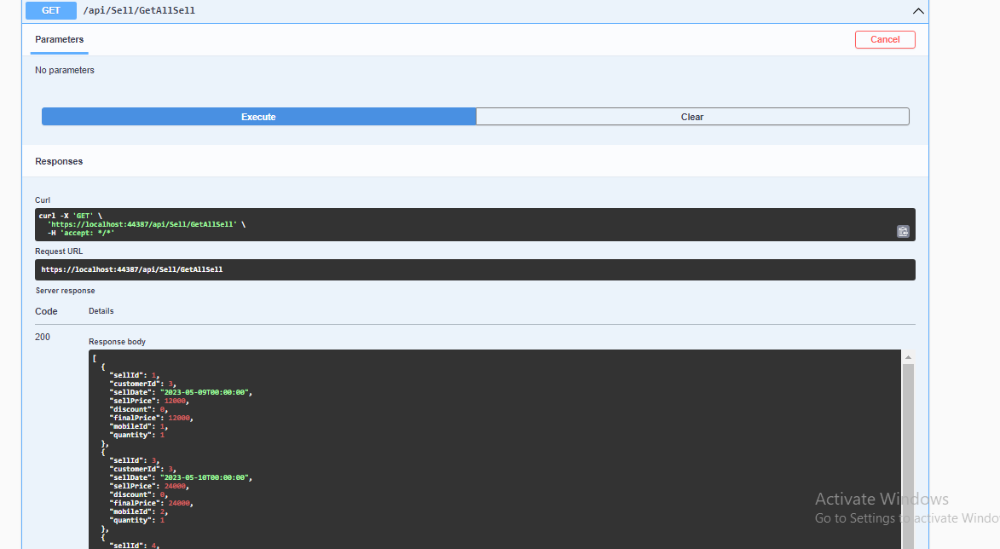 GET /api/Sell/GetAllSell
Parameters
Cancel
No parameters
Execute
Clear
Responses
Curl
curl -X 'GET' \
'https://localhost:44387/api/Sell/GetAllSell' \
-H 'accept: */*'
Request URL
https://localhost:44387/api/Sell/GetAllSell
Server response
Code Details
200
Response body
[
{
"sellId": 1,
"customerId": 3,
"sellDate": "2023-05-09T00:00:00",
"sellPrice": 12000,
"discount": 0,
"finalPrice": 12000,
"mobileId": 1,
"quantity": 1
},
{
"sellId": 3,
"customerId": 3,
"sellDate": "2023-05-10T00:00:00",
"sellPrice": 24000,
"discount": 0,
"finalPrice": 24000,
"mobileId": 2,
"quantity": 1
},
{
"sellId": 4,
Activate Windows
Go to Settings to activate Windo